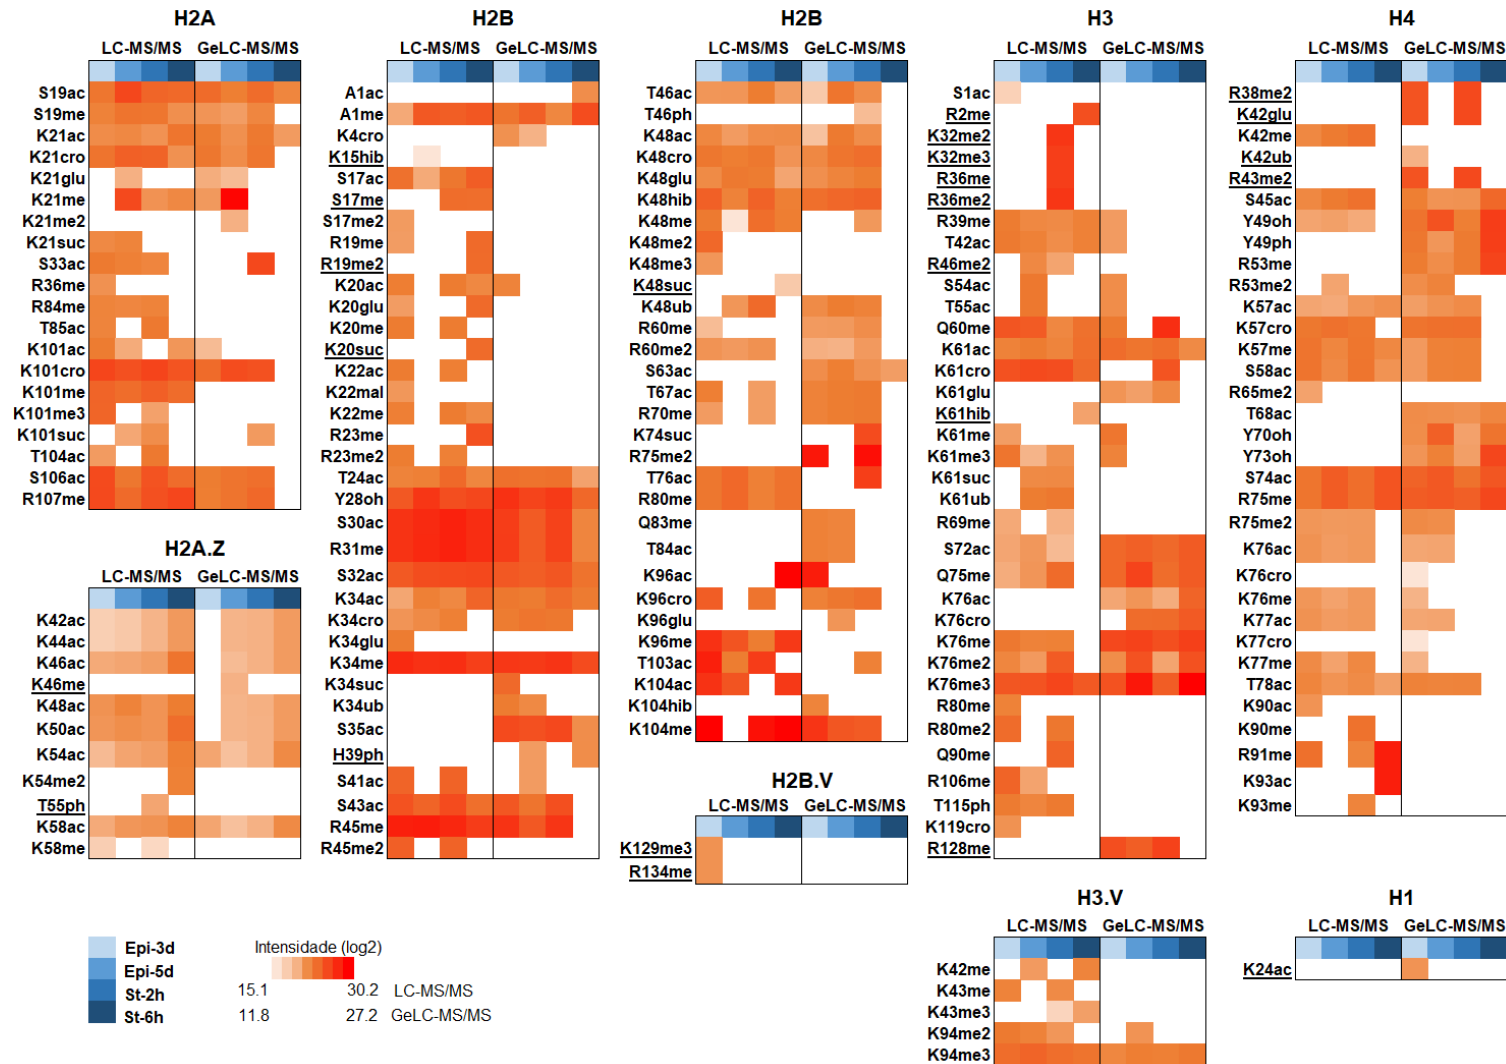 H2A
LC-MS/MS GeLC-MS/MS
S19ac
S19me
K21ac
K21cro
K21glu
K21me
K21me2
K21suc
S33ac
R36me
R84me
T85ac
K101ac
K101cro
K101me
K101me3
K101suc
T104ac
S106ac
R107me
H2A.Z
LC-MS/MS GeLC-MS/MS
K42ac
K44ac
K46ac
K46me
K48ac
K50ac
K54ac
K54me2
T55ph
K58ac
K58me
H2B
LC-MS/MS GeLC-MS/MS
A1ac
A1me
K4cro
K15hib
S17ac
S17me
S17me2
R19me
R19me2
K20ac
K20glu
K20me
K20suc
K22ac
K22mal
K22me
R23me
R23me2
T24ac
Y28oh
S30ac
R31me
S32ac
K34ac
K34cro
K34glu
K34me
K34suc
K34ub
S35ac
H39ph
S41ac
S43ac
R45me
R45me2
H2B
LC-MS/MS GeLC-MS/MS
T46ac
T46ph
K48ac
K48cro
K48glu
K48hib
K48me
K48me2
K48me3
K48suc
K48ub
R60me
R60me2
S63ac
T67ac
R70me
K74suc
R75me2
T76ac
R80me
Q83me
T84ac
K96ac
K96cro
K96glu
K96me
T103ac
K104ac
K104hib
K104me
H2B.V
LC-MS/MS GeLC-MS/MS
K129me3
R134me
H3
LC-MS/MS GeLC-MS/MS
S1ac
R2me
K32me2
K32me3
R36me
R36me2
R39me
T42ac
R46me2
S54ac
T55ac
Q60me
K61ac
K61cro
K61glu
K61hib
K61me
K61me3
K61suc
K61ub
R69me
S72ac
Q75me
K76ac
K76cro
K76me
K76me2
K76me3
R80me
R80me2
Q90me
R106me
T115ph
K119cro
R128me
H3.V
LC-MS/MS GeLC-MS/MS
K42me
K43me
K43me3
K94me2
K94me3
H4
LC-MS/MS GeLC-MS/MS
R38me2
K42glu
K42me
K42ub
R43me2
S45ac
Y49oh
Y49ph
R53me
R53me2
K57ac
K57cro
K57me
S58ac
R65me2
T68ac
Y70oh
Y73oh
S74ac
R75me
R75me2
K76ac
K76cro
K76me
K77ac
K77cro
K77me
T78ac
K90ac
K90me
R91me
K93ac
K93me
H1
LC-MS/MS GeLC-MS/MS
K24ac
Epi-3d
Epi-5d
St-2h
St-6h
Intensidade (log2)
15.1 30.2 LC-MS/MS
11.8 27.2 GeLC-MS/MS